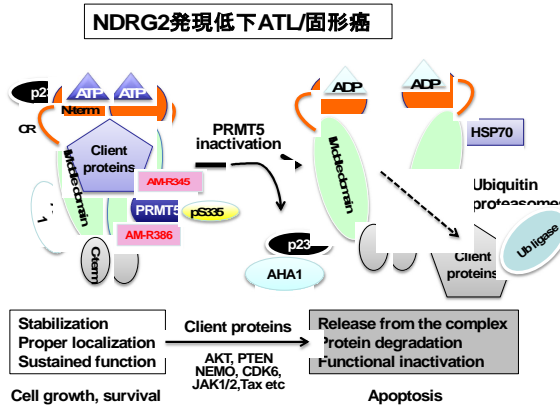 NDRG2発現低下ATL/固形癌
p23
ATP
ATP
N-term
CR
Client
proteins
Middle domain
AM-R345
PRMT5
pS335
AM-R386
C-term
PRMT5
inactivation
p23
AHA1
ADP
ADP
HSP70
Middle domain
Ubiquitin
proteasome
Client
proteins
Ub ligase
Stabilization
Proper localization
Sustained function
Cell growth, survival
Client proteins
AKT, PTEN
NEMO, CDK6,
JAK1/2,Tax etc
Release from the complex
Protein degradation
Functional inactivation
Apoptosis